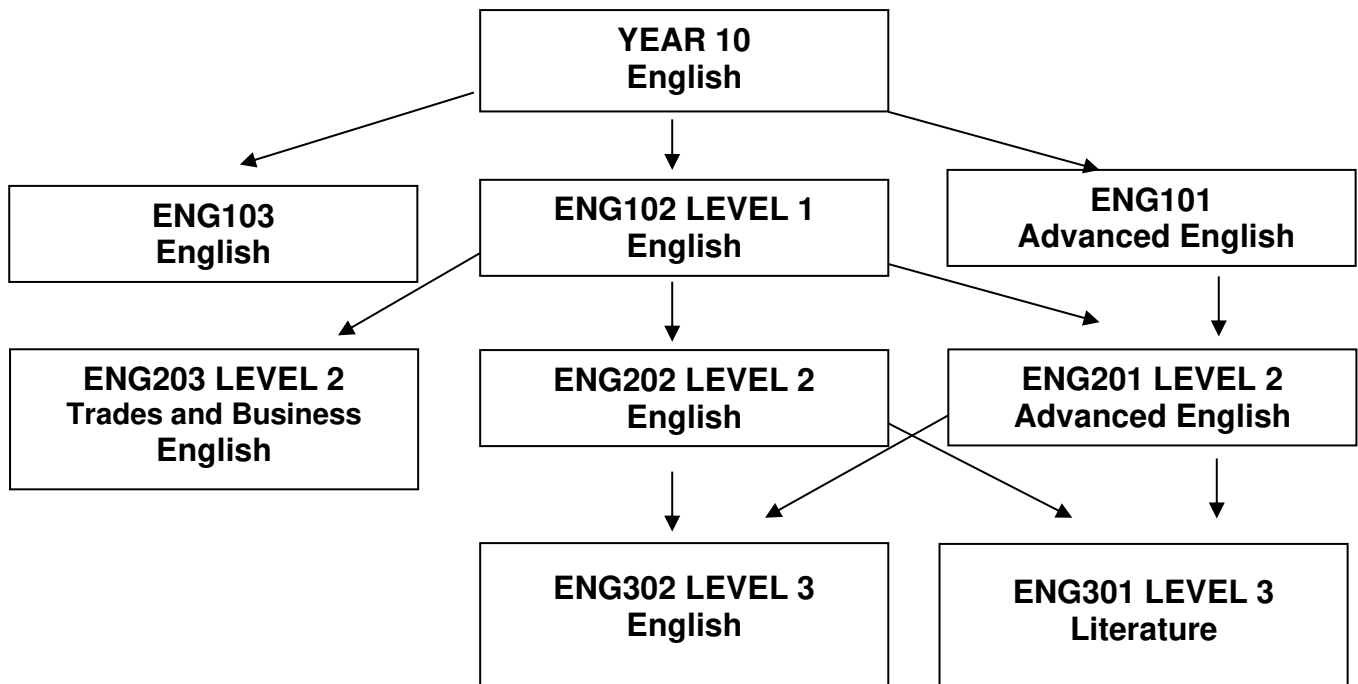 YEAR 10
English
ENG103
English
ENG102 LEVEL 1
English
ENG101
Advanced English
ENG203 LEVEL 2
Trades and Business
English
ENG202 LEVEL 2
English
ENG201 LEVEL 2
Advanced English
ENG302 LEVEL 3
English
ENG301 LEVEL 3
Literature